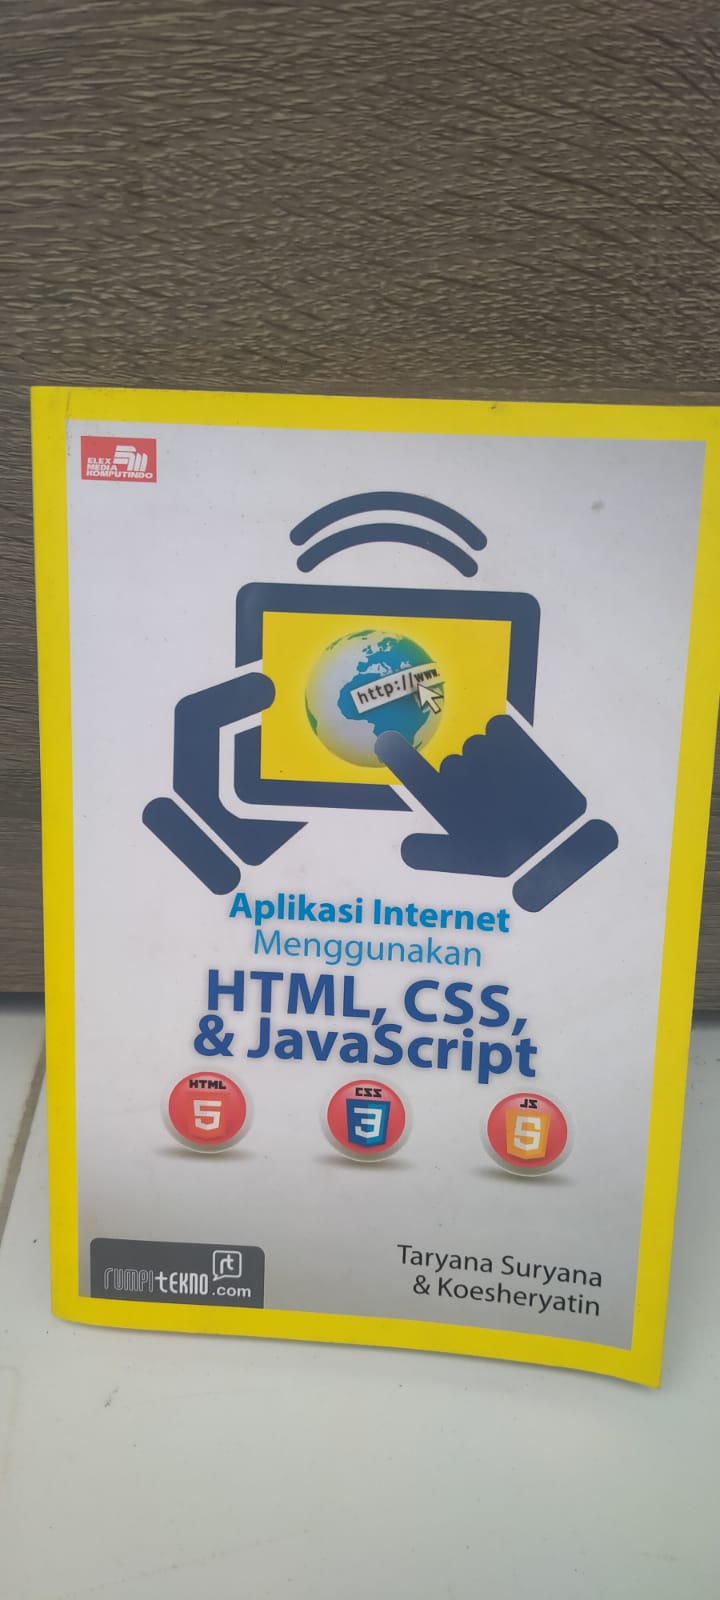 ELEX
MEDIA
KOMPUTINDO
http://www.
Aplikasi Internet
Menggunakan
HTML, CSS,
& JavaScript
HTML
5
CSS
3
JS
5
rt
rumpitekno.com
Taryana Suryana
& Koesheryatin